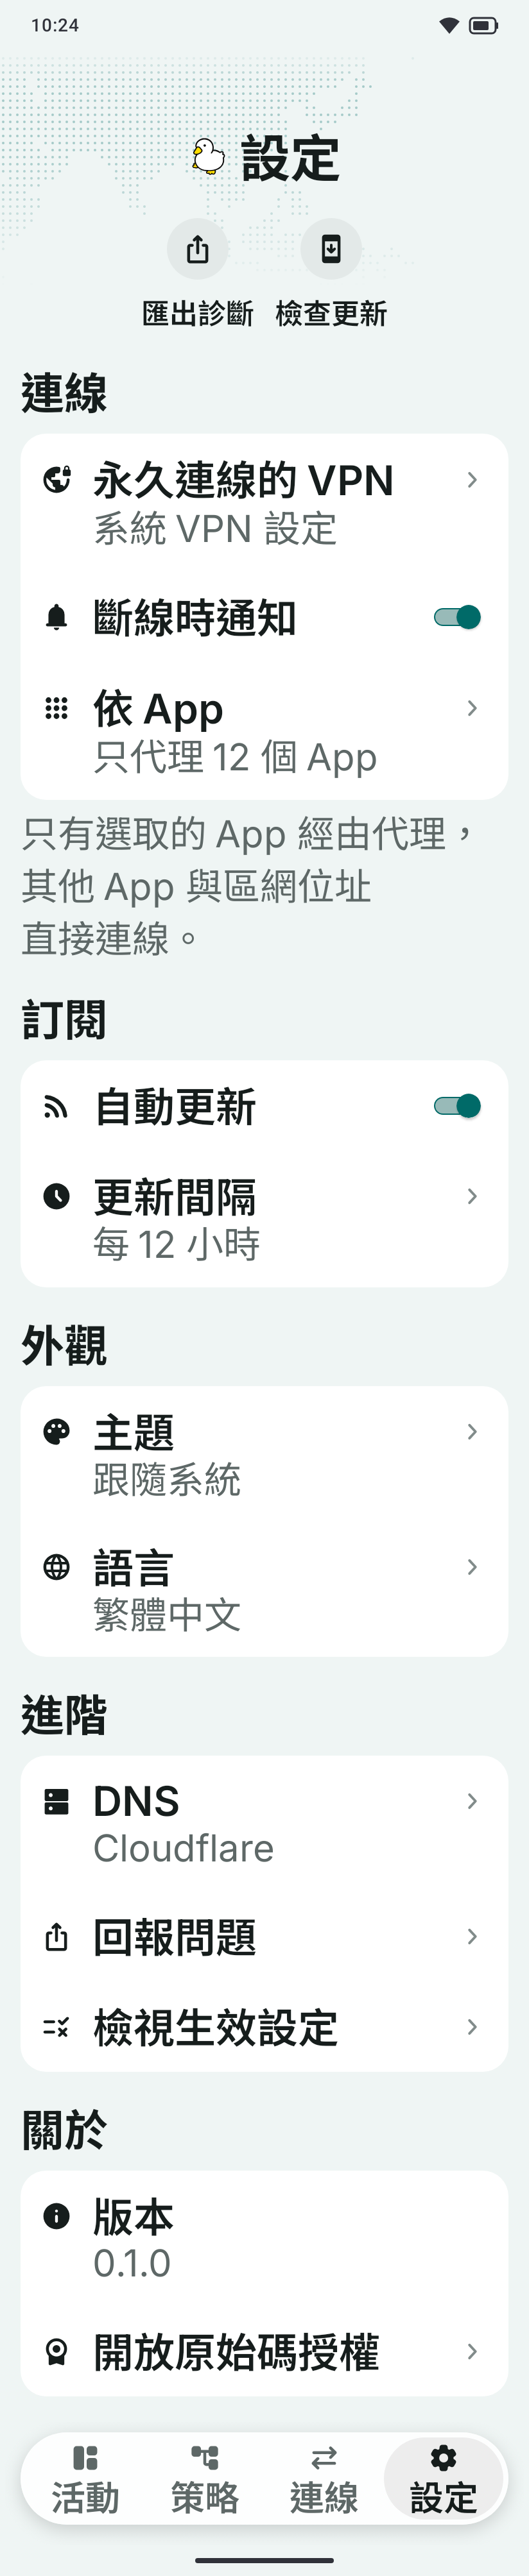 10:24
設定
匯出診斷
檢查更新
連線
永久連線的 VPN
系統 VPN 設定
斷線時通知
依 App
只代理 12 個 App
只有選取的 App 經由代理，
其他 App 與區網位址
直接連線。
訂閱
自動更新
更新間隔
每 12 小時
外觀
主題
跟隨系統
語言
繁體中文
進階
DNS
Cloudflare
回報問題
檢視生效設定
關於
版本
0.1.0
開放原始碼授權
活動
策略
連線
設定